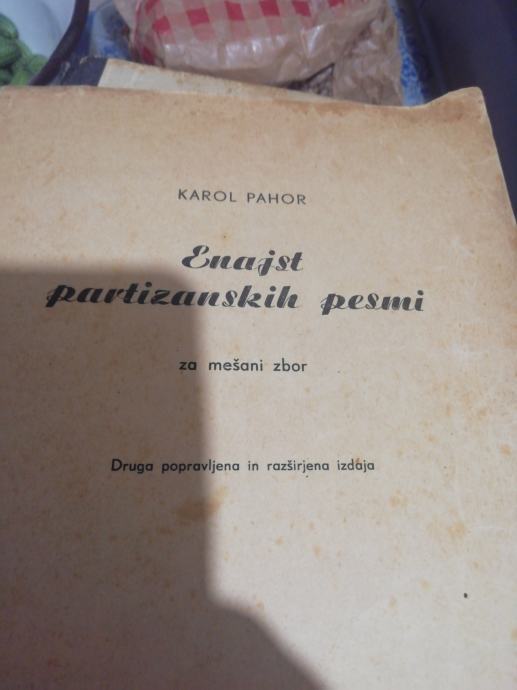 KAROL PAHOR
Enajst
partizanskih pesmi
za mešani zbor
Druga popravljena in razširjena izdaja